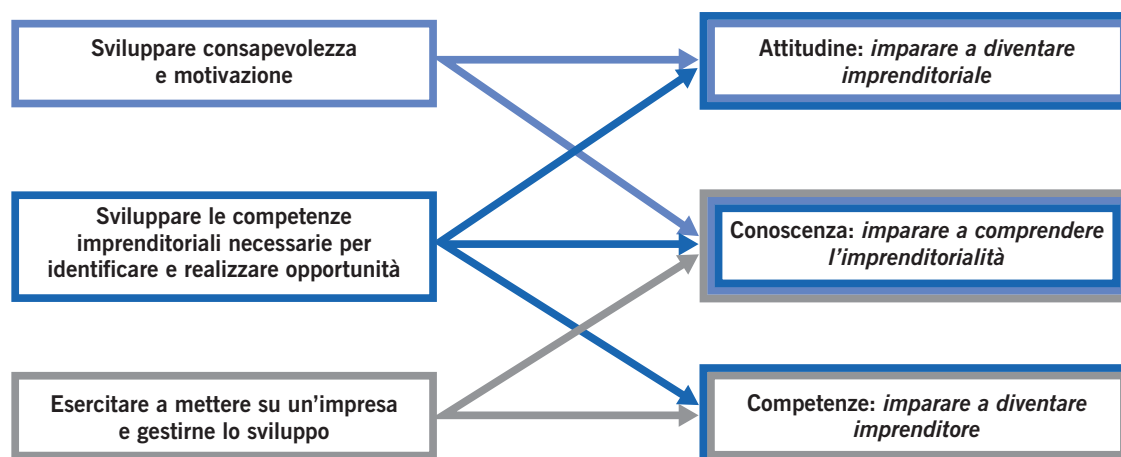 Sviluppare consapevolezza
e motivazione
Attitudine: imparare a diventare
imprenditoriale
Sviluppare le competenze
imprenditoriali necessarie per
identificare e realizzare opportunità
Conoscenza: imparare a comprendere
l'imprenditorialità
Esercitare a mettere su un'impresa
e gestirne lo sviluppo
Competenze: imparare a diventare
imprenditore